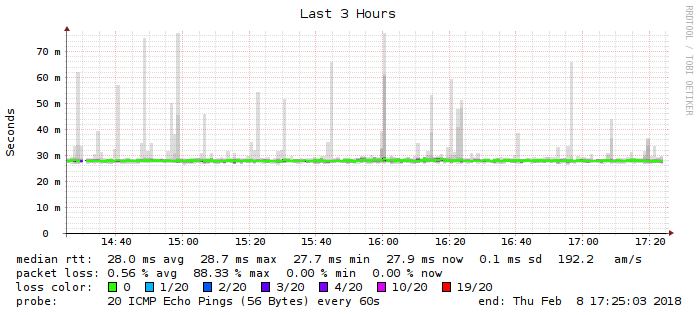 Last 3 Hours
RRDTOOL / TOBI OETIKER
Seconds
70 m
60 m
50 m
40 m
30 m
20 m
10 m
0
14:40 15:00 15:20 15:40 16:00 16:20 16:40 17:00 17:20
median rtt: 28.0 ms avg 28.7 ms max 27.7 ms min 27.9 ms now 0.1 ms sd 192.2 am/s
packet loss: 0.56 % avg 88.33 % max 0.00 % min 0.00 % now
loss color: 0 1/20 2/20 3/20 4/20 10/20 19/20
probe: 20 ICMP Echo Pings (56 Bytes) every 60s end: Thu Feb 8 17:25:03 2018